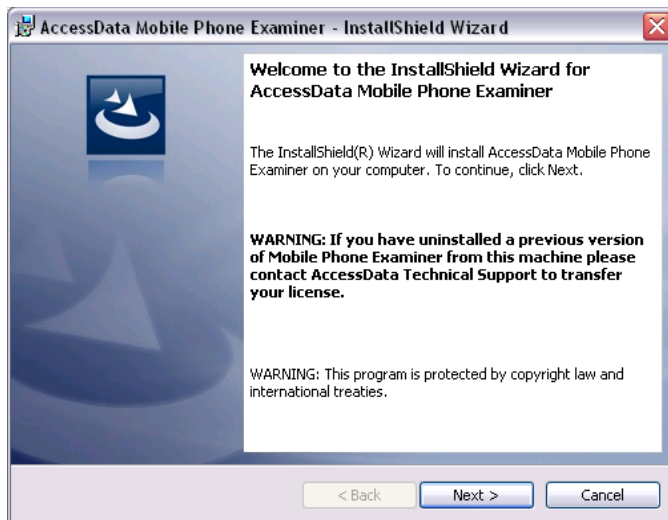 AccessData Mobile Phone Examiner - InstallShield Wizard
Welcome to the InstallShield Wizard for
AccessData Mobile Phone Examiner
The InstallShield(R) Wizard will install AccessData Mobile Phone
Examiner on your computer. To continue, click Next.
WARNING: If you have uninstalled a previous version
of Mobile Phone Examiner from this machine please
contact AccessData Technical Support to transfer
your license.
WARNING: This program is protected by copyright law and
international treaties.
< Back
Next >
Cancel